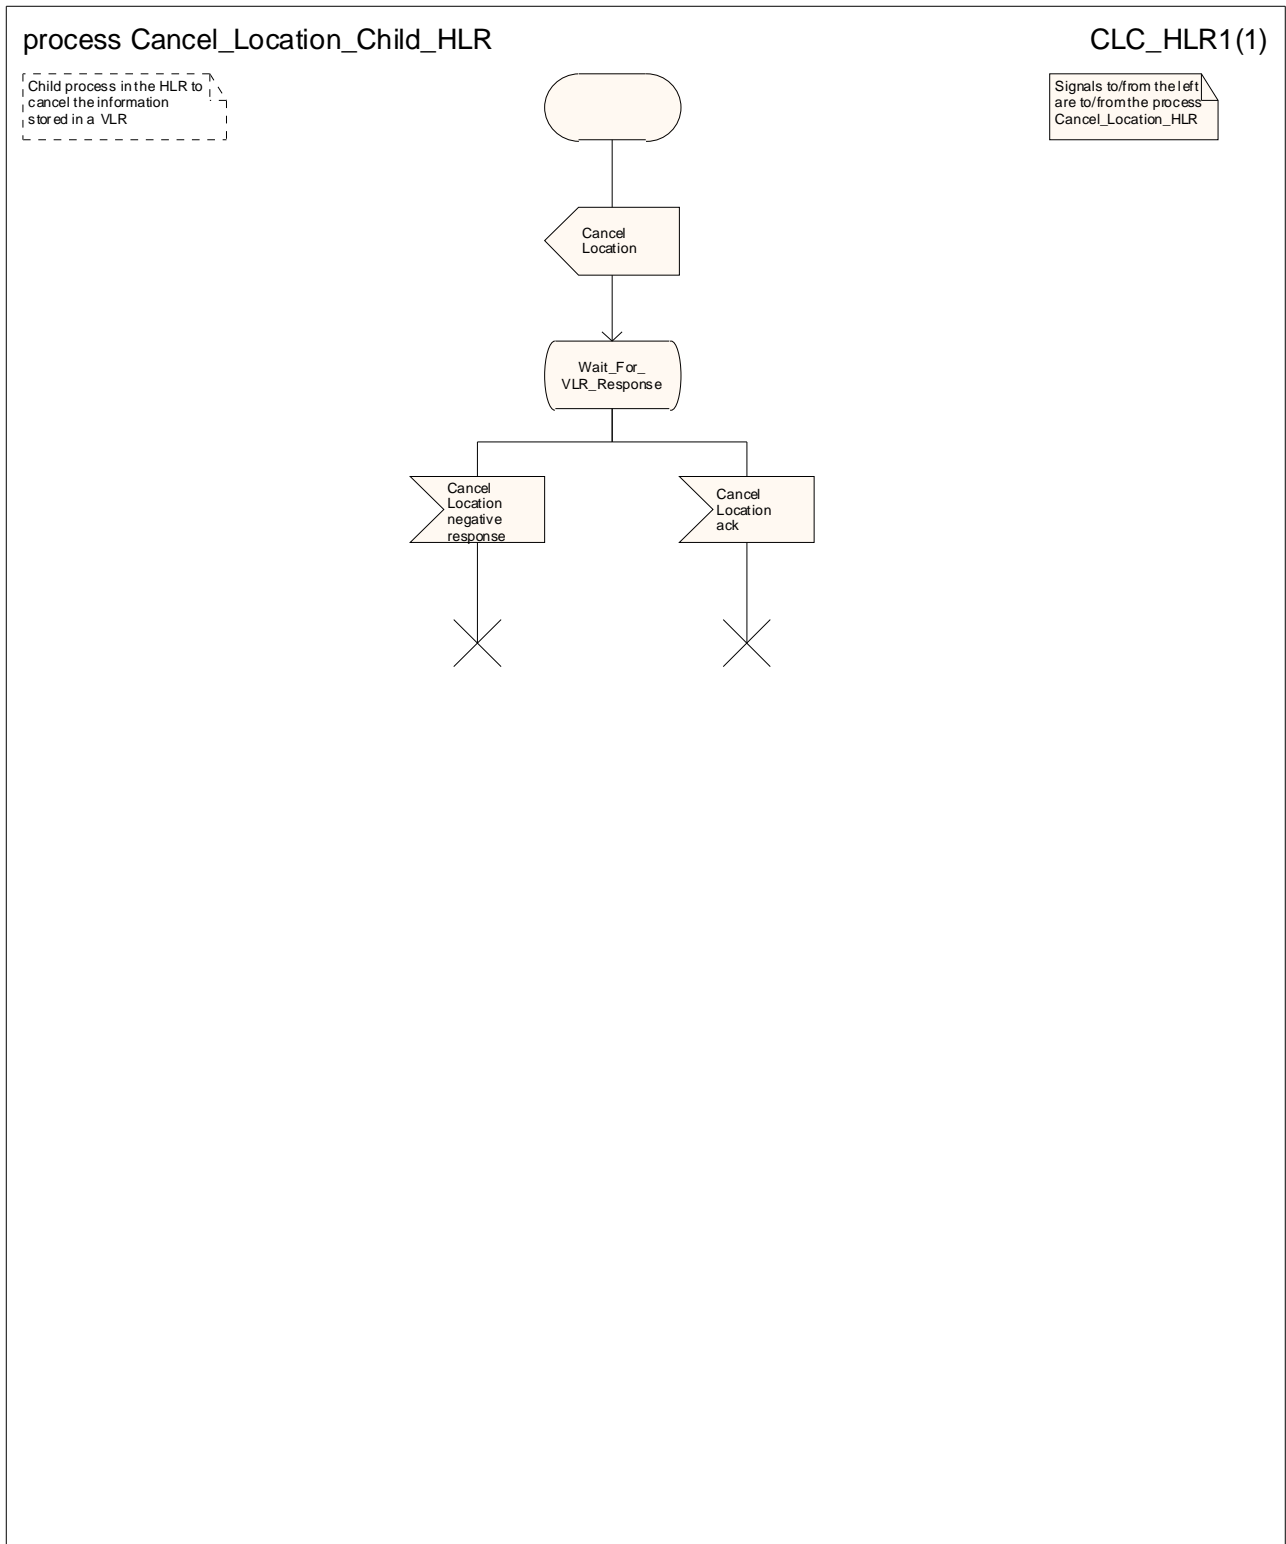 process Cancel_Location_Child_HLR
CLC_HLR1(1)
Child process in the HLR to
cancel the information
stored in a VLR
Signals to/from the left
are to/from the process
Cancel_Location_HLR
Cancel
Location
Wait_For_
VLR_Response
Cancel
Location
negative
response
Cancel
Location
ack